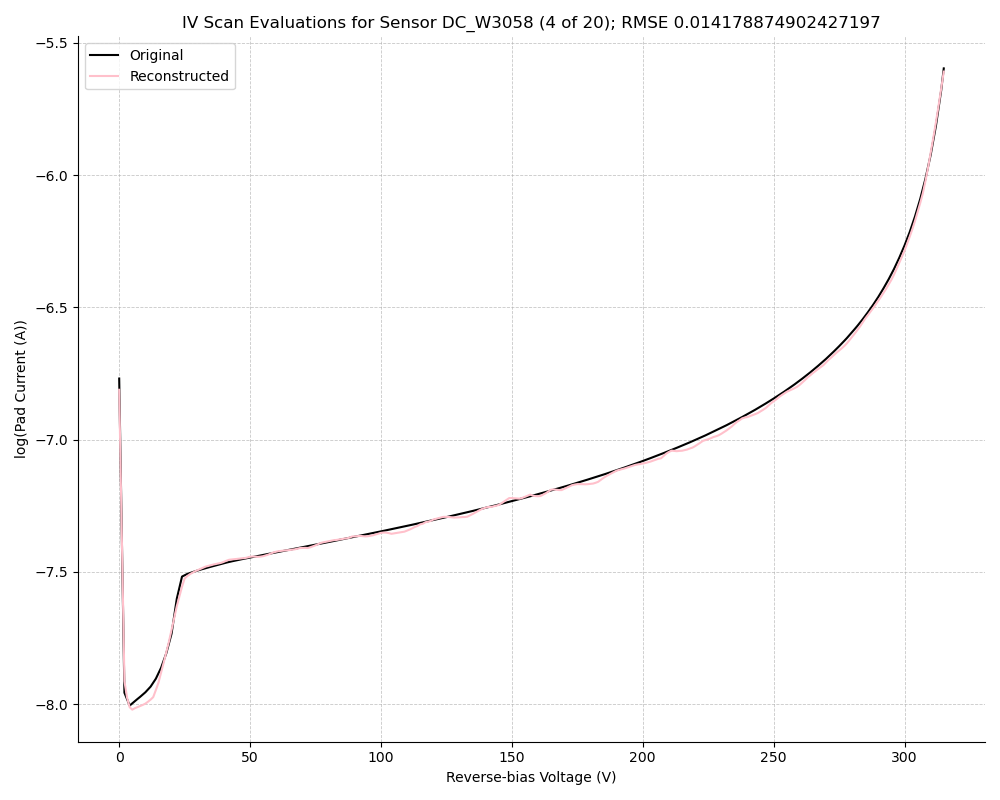 IV Scan Evaluations for Sensor DC_W3058 (4 of 20); RMSE 0.014178874902427197
Original
Reconstructed
−5.5
−6.0
−6.5
−7.0
−7.5
−8.0
log(Pad Current (A))
0
50
100
150
200
250
300
Reverse-bias Voltage (V)